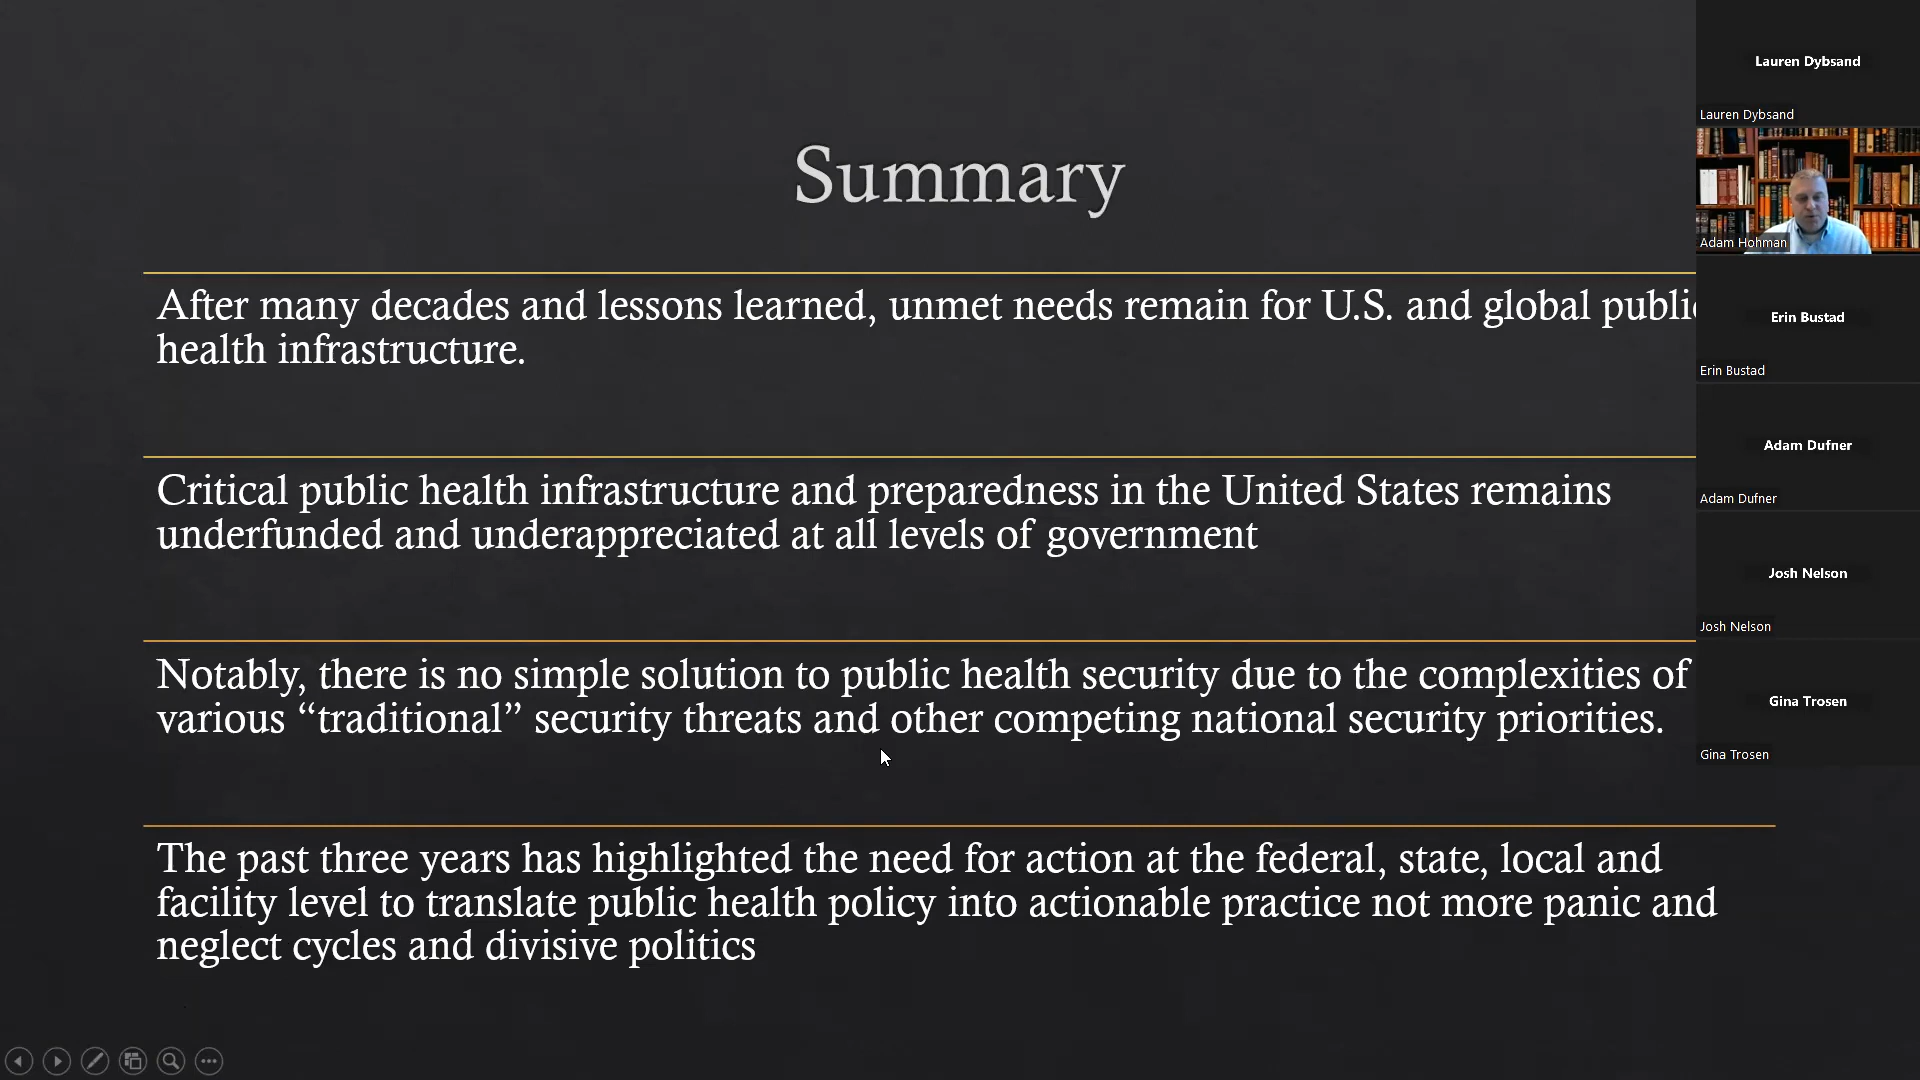 Summary
After many decades and lessons learned, unmet needs remain for U.S. and global public
health infrastructure.
Critical public health infrastructure and preparedness in the United States remains
underfunded and underappreciated at all levels of government
Notably, there is no simple solution to public health security due to the complexities of
various “traditional” security threats and other competing national security priorities.
The past three years has highlighted the need for action at the federal, state, local and
facility level to translate public health policy into actionable practice not more panic and
neglect cycles and divisive politics
Lauren Dybsand
Lauren Dybsand
Adam Hohman
Erin Bustad
Erin Bustad
Adam Dufner
Adam Dufner
Josh Nelson
Josh Nelson
Gina Trosen
Gina Trosen